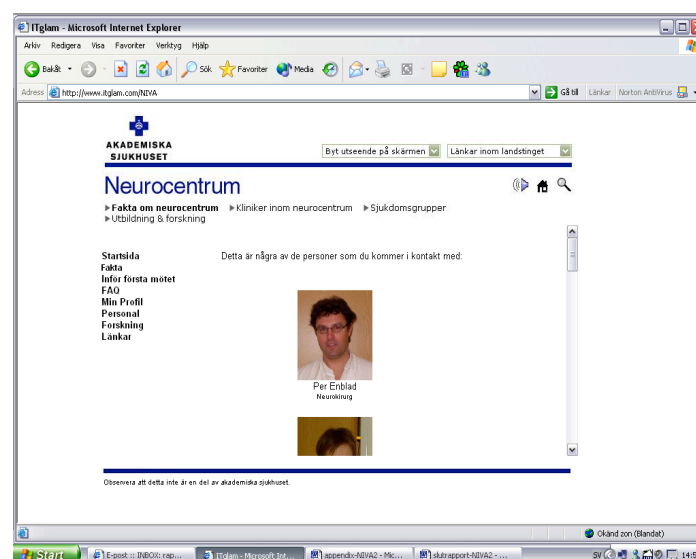 ITglam - Microsoft Internet Explorer
Arkiv Redigera Visa Favoriter Verktyg Hjälp
Bakåt Sök Favoriter Media
Adress http://www.itglam.com/NIVA Gå till Länkar Norton AntiVirus
AKADEMISKA
SJUKHUSET
Byt utseende på skärmen Länkar inom landstinget
Neurocentrum
Fakta om neurocentrum Kliniker inom neurocentrum Sjukdomsgrupper
Utbildning & forskning
Startsida
Fakta
Inför första mötet
FAQ
Min Profil
Personal
Forskning
Länkar
Detta är några av de personer som du kommer i kontakt med:
Per Enblad
Neurokirurg
Observera att detta inte är en del av akademiska sjukhuset.
Okänd zon (Blandat)
Start E-post :: INBOX: rap... ITglam - Microsoft Int... appendix-NIVA2 - Mic... slutrapport-NIVA2 - ... SV